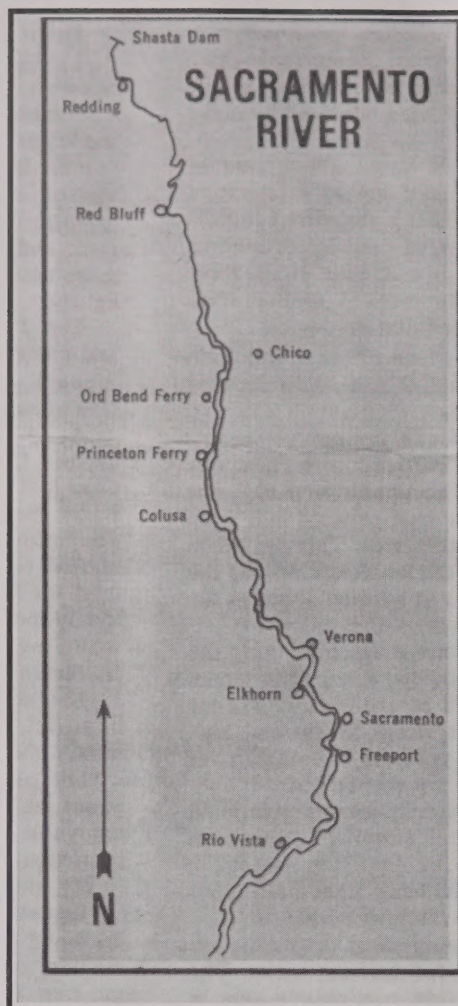 Shasta Dam
SACRAMENTO
RIVER
Redding
Red Bluff
Chico
Ord Bend Ferry
Princeton Ferry
Colusa
Verona
Elkhorn
Sacramento
Freeport
Rio Vista
N